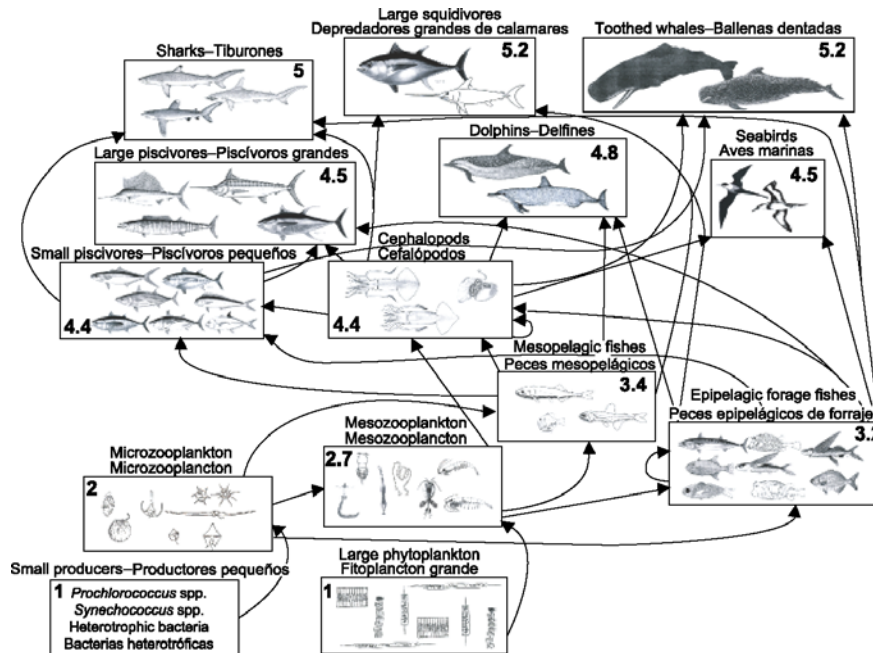 Large squidivores
Depredadores grandes de calamares
5.2
Toothed whales–Ballenas dentadas
5.2
Sharks–Tiburones
5
Dolphins–Delfines
4.8
Seabirds
Aves marinas
4.5
Large piscivores–Piscívoros grandes
4.5
Small piscivores–Piscívoros pequeños
4.4
Cephalopods
Cefalópodos
4.4
Mesopelagic fishes
Peces mesopelágicos
3.4
Epipelagic forage fishes
Peces epipelágicos de forraje
Mesozooplankton
Mesozooplancton
2.7
Microzooplankton
Microzooplancton
2
Small producers–Productores pequeños
1
Prochlorococcus spp.
Synechococcus spp.
Heterotrophic bacteria
Bacterias heterotróficas
Large phytoplankton
Fitoplancton grande
1